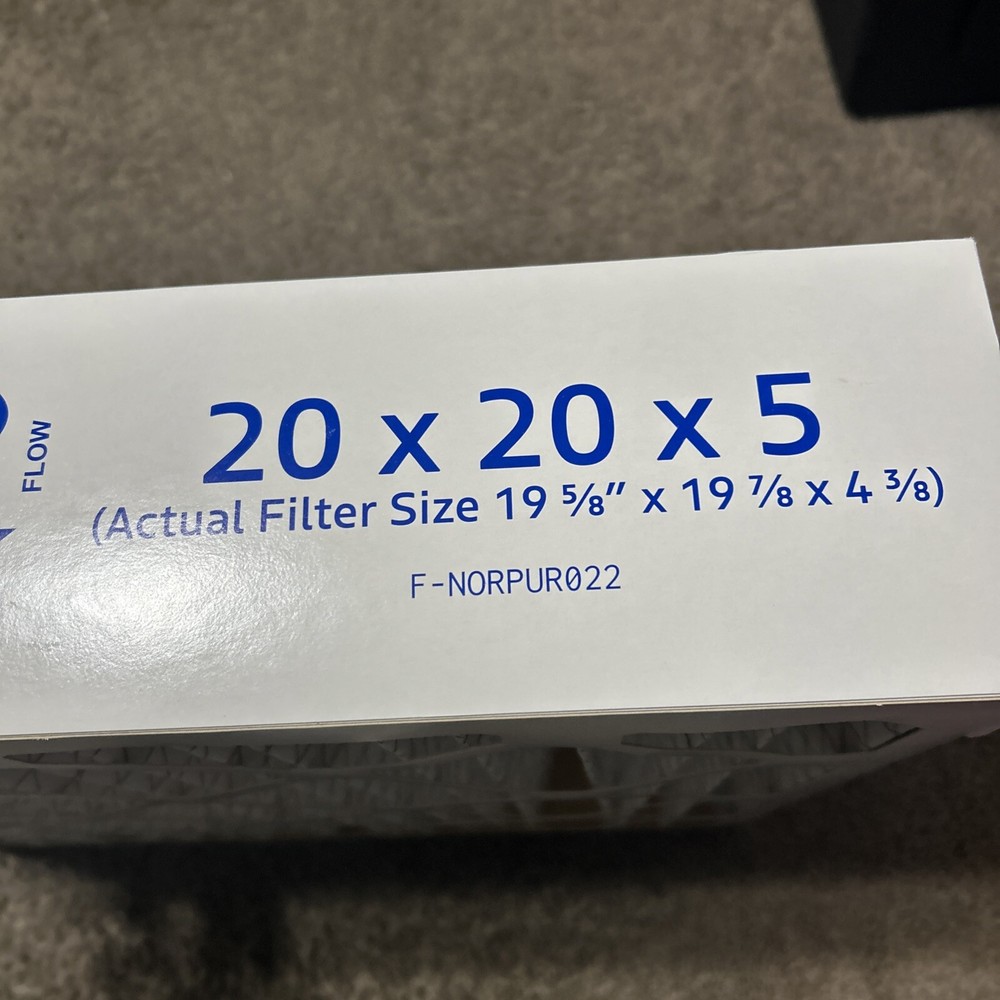 FLOW
20 x 20 x 5
(Actual Filter Size 19 ⅝" x 19 ⅞ x 4 ⅜)
F-NORPUR022